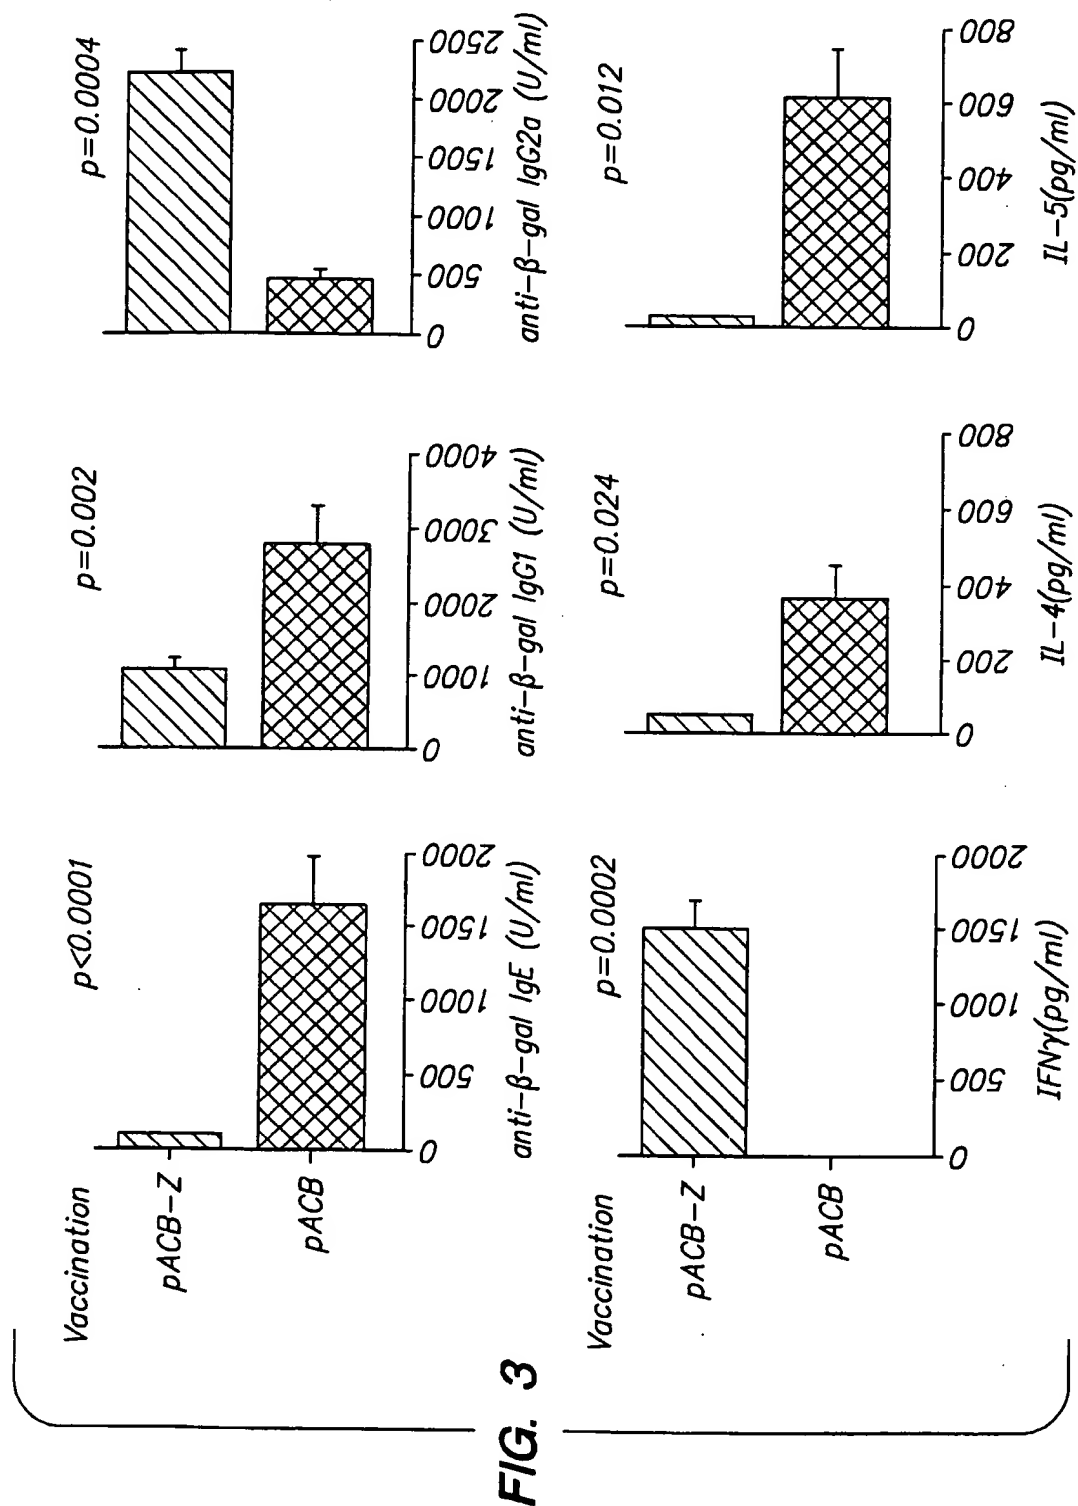 Vaccination
p<0.0001
p=0.002
p=0.0004
pACB-Z
pACB
0 500 1000 1500 2000
0 1000 2000 3000 4000
0 500 1000 1500 2000 2500
anti-β-gal IgE (U/ml)
anti-β-gal IgG1 (U/ml)
anti-β-gal IgG2a (U/ml)
Vaccination
p=0.0002
p=0.024
p=0.012
pACB-Z
pACB
0 500 1000 1500 2000
0 200 400 600 800
0 200 400 600 800
IFNγ(pg/ml)
IL-4(pg/ml)
IL-5(pg/ml)
FIG. 3